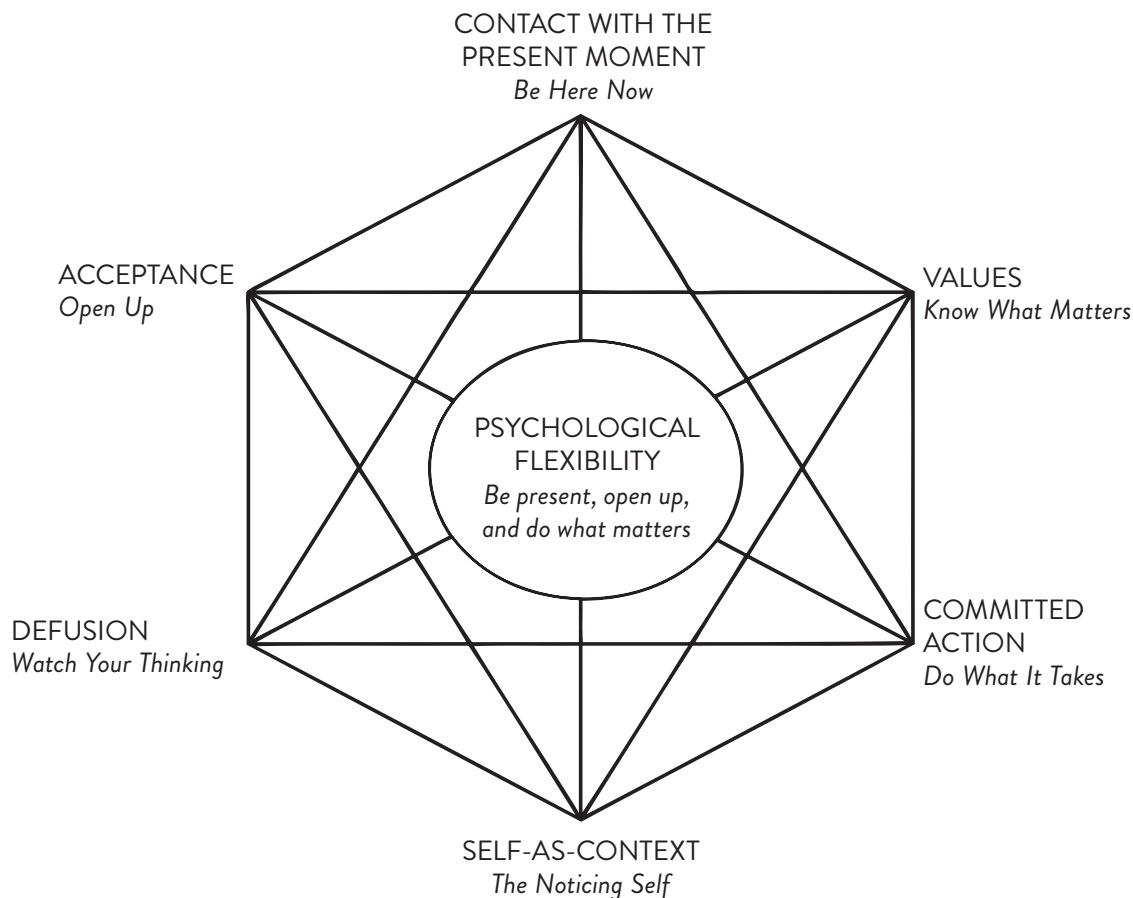 CONTACT WITH THE
PRESENT MOMENT
Be Here Now
ACCEPTANCE
Open Up
VALUES
Know What Matters
PSYCHOLOGICAL
FLEXIBILITY
Be present, open up,
and do what matters
DEFUSION
Watch Your Thinking
COMMITTED
ACTION
Do What It Takes
SELF-AS-CONTEXT
The Noticing Self